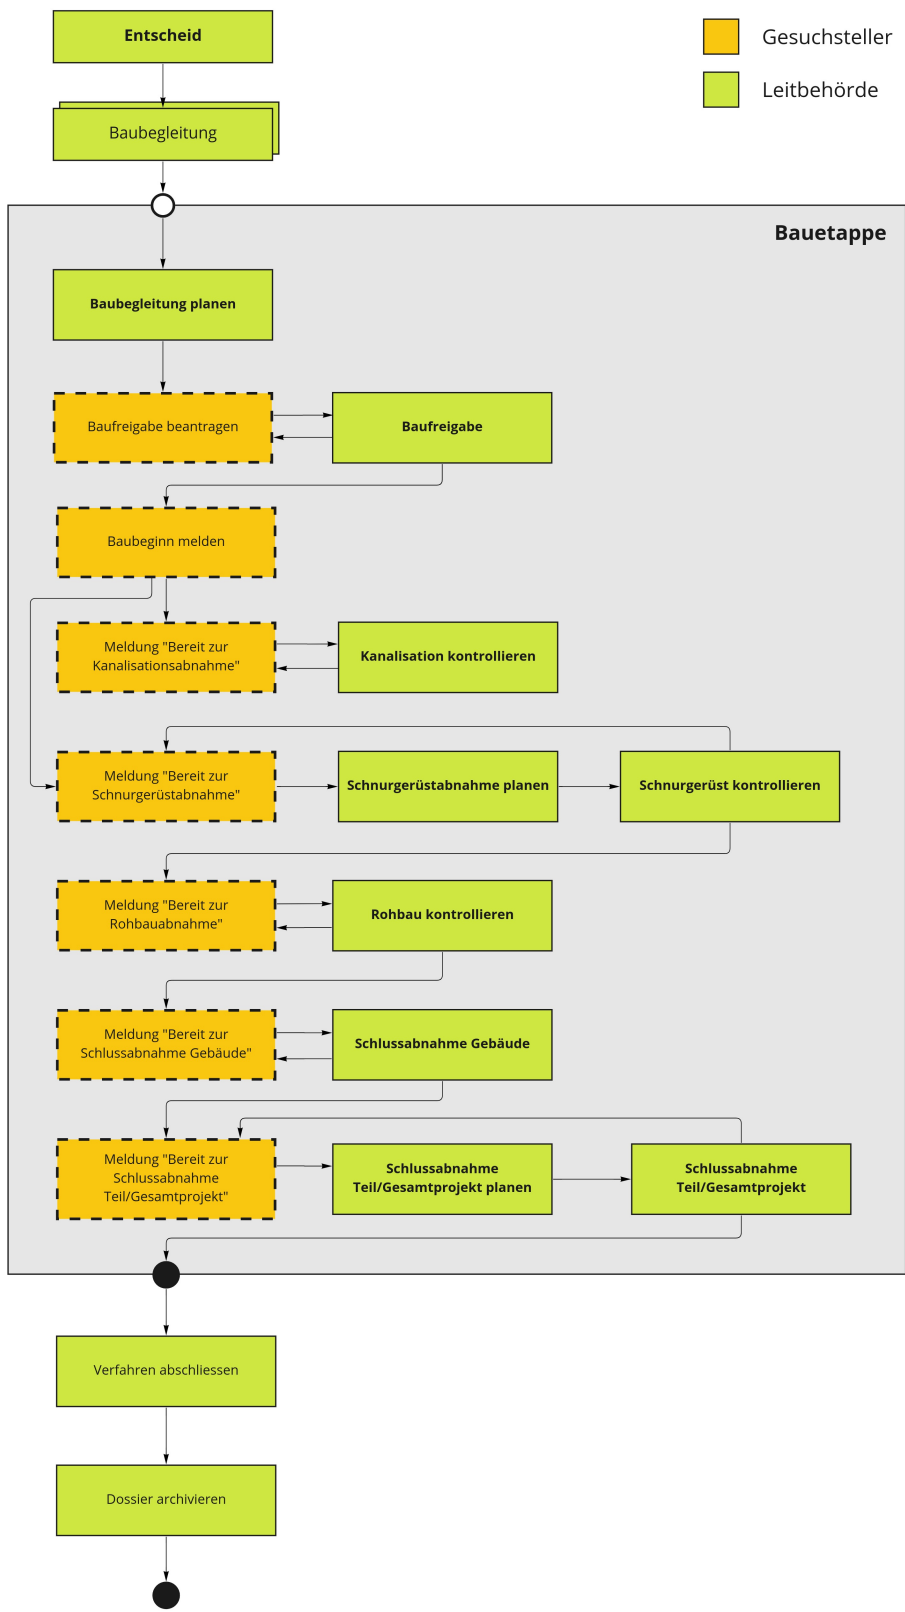 Entscheid
Gesuchsteller
Leitbehörde
Baubegleitung
Bauetappe
Baubegleitung planen
Baufreigabe beantragen
Baufreigabe
Baubeginn melden
Meldung "Bereit zur
Kanalisationsabnahme"
Kanalisation kontrollieren
Meldung "Bereit zur
Schnurgerüstabnahme"
Schnurgerüstabnahme planen
Schnurgerüst kontrollieren
Meldung "Bereit zur
Rohbauabnahme"
Rohbau kontrollieren
Meldung "Bereit zur
Schlussabnahme Gebäude"
Schlussabnahme Gebäude
Meldung "Bereit zur
Schlussabnahme
Teil/Gesamtprojekt"
Schlussabnahme
Teil/Gesamtprojekt planen
Schlussabnahme
Teil/Gesamtprojekt
Verfahren abschliessen
Dossier archivieren